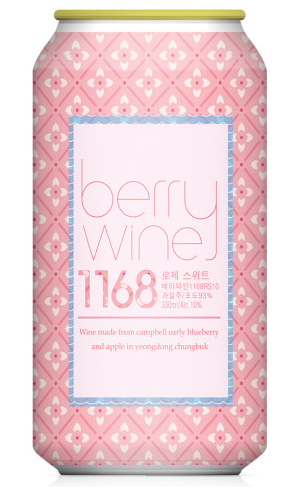 berry
wine
1168 로제 스위트
베리와인1168RS10
과실주/포도93%
330ml/Alc 10%
Wine made from campbell early blueberry
and apple in yeongdong chungbuk